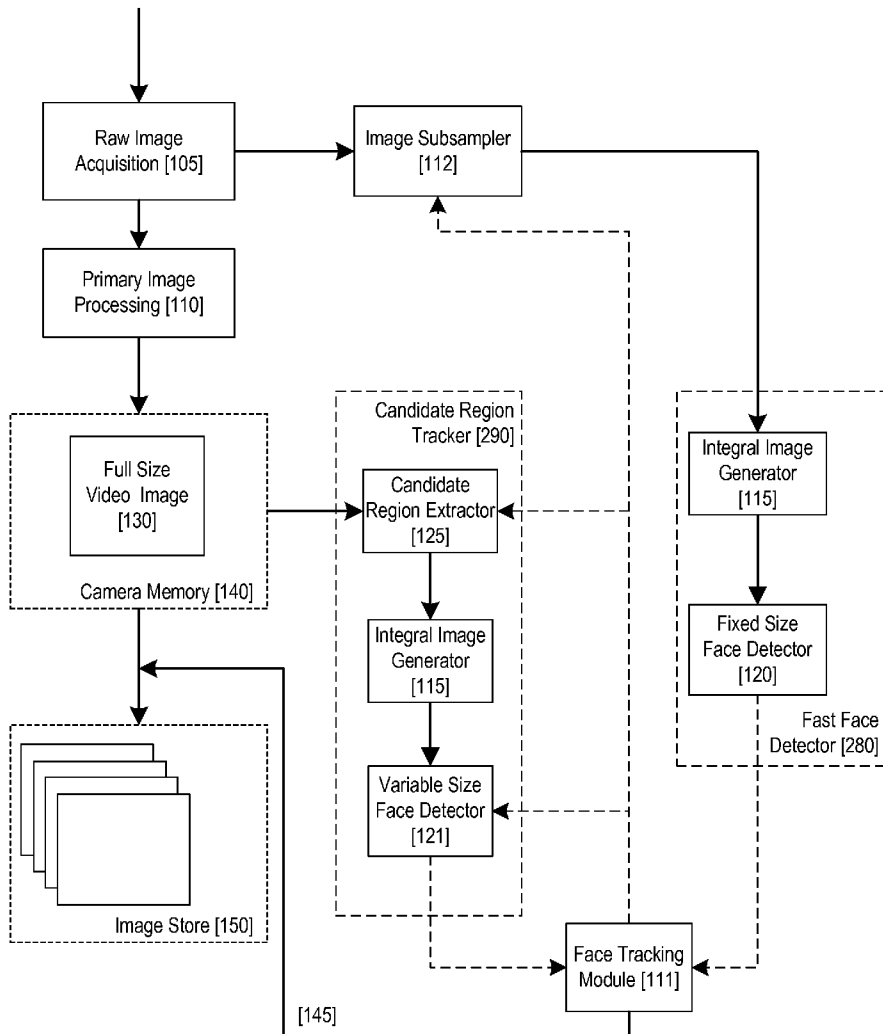 Raw Image
Acquisition [105]
Image Subsampler
[112]
Primary Image
Processing [110]
Candidate Region
Tracker [290]
Full Size
Video Image
[130]
Camera Memory [140]
Candidate
Region Extractor
[125]
Integral Image
Generator
[115]
Integral Image
Generator
[115]
Fixed Size
Face Detector
[120]
Fast Face
Detector [280]
Variable Size
Face Detector
[121]
Image Store [150]
Face Tracking
Module [111]
[145]